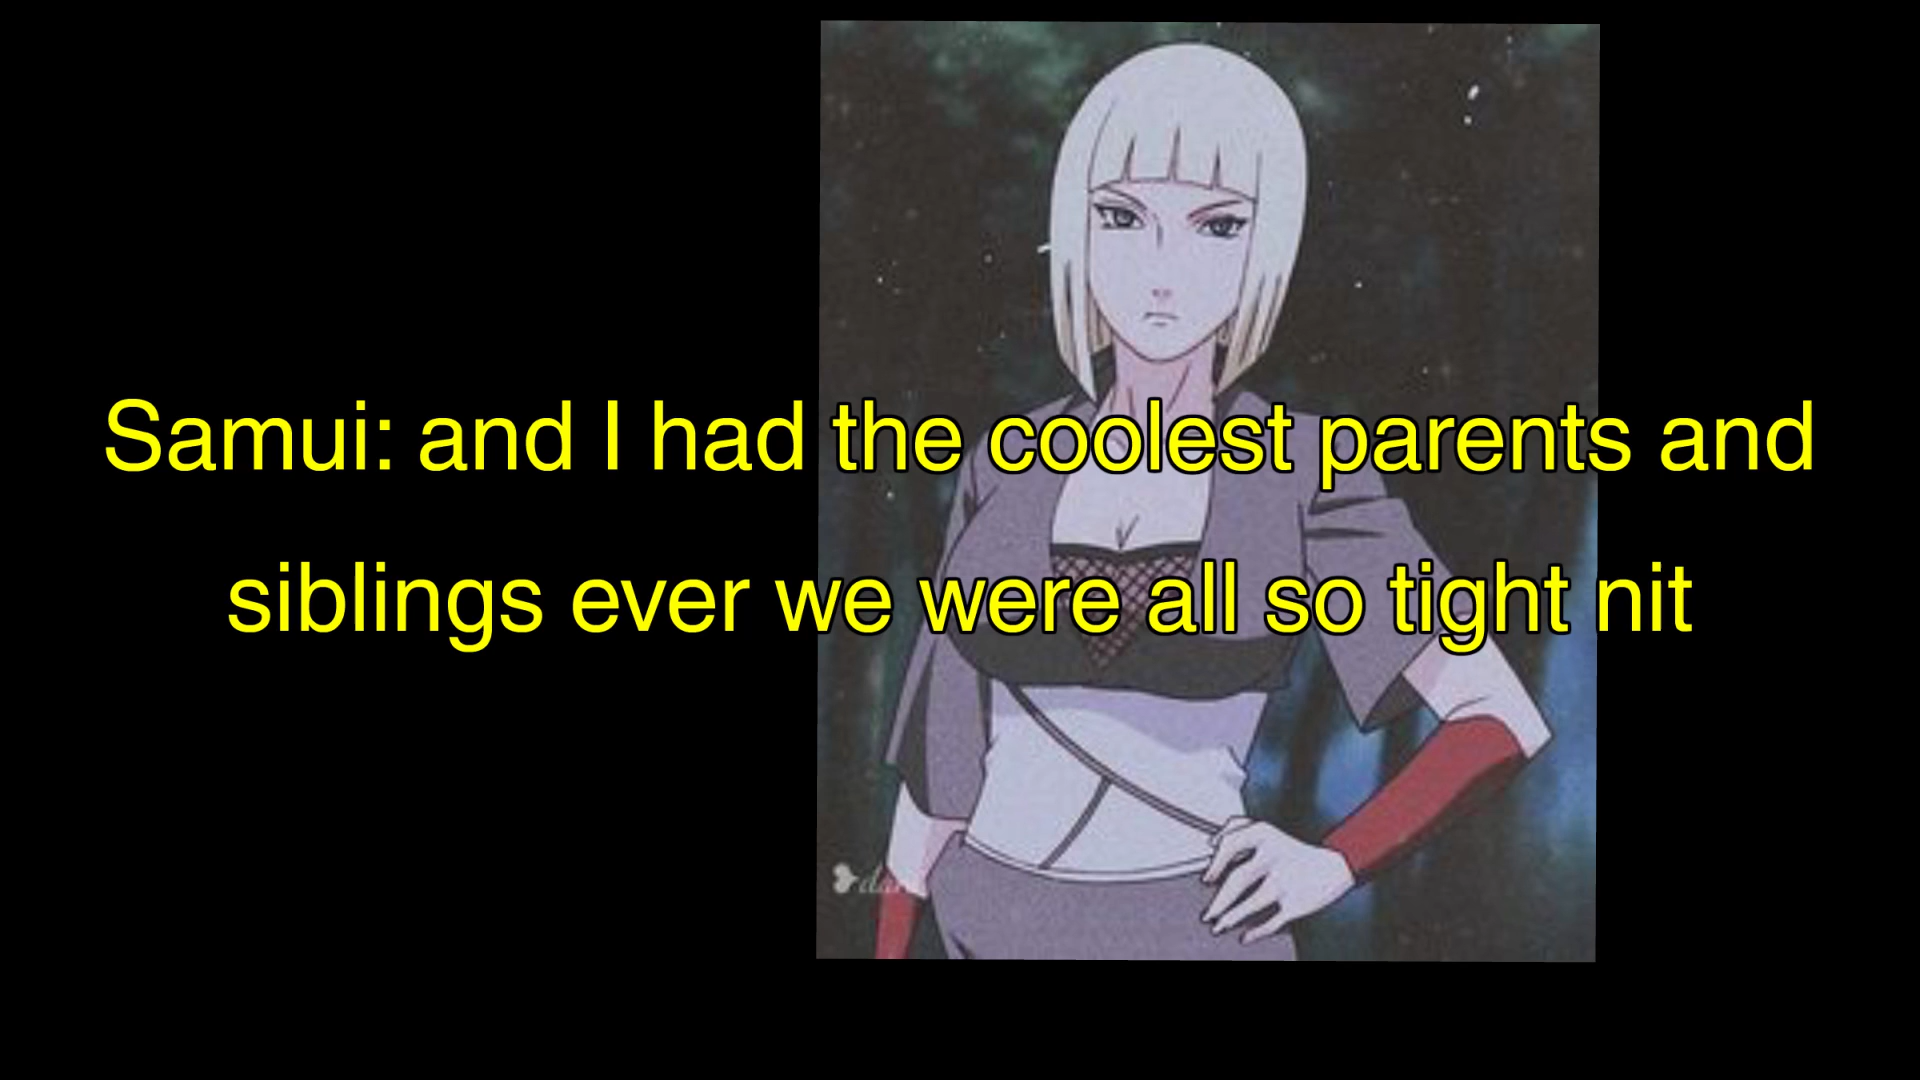 Samui: and I had the coolest parents and
siblings ever we were all so tight nit